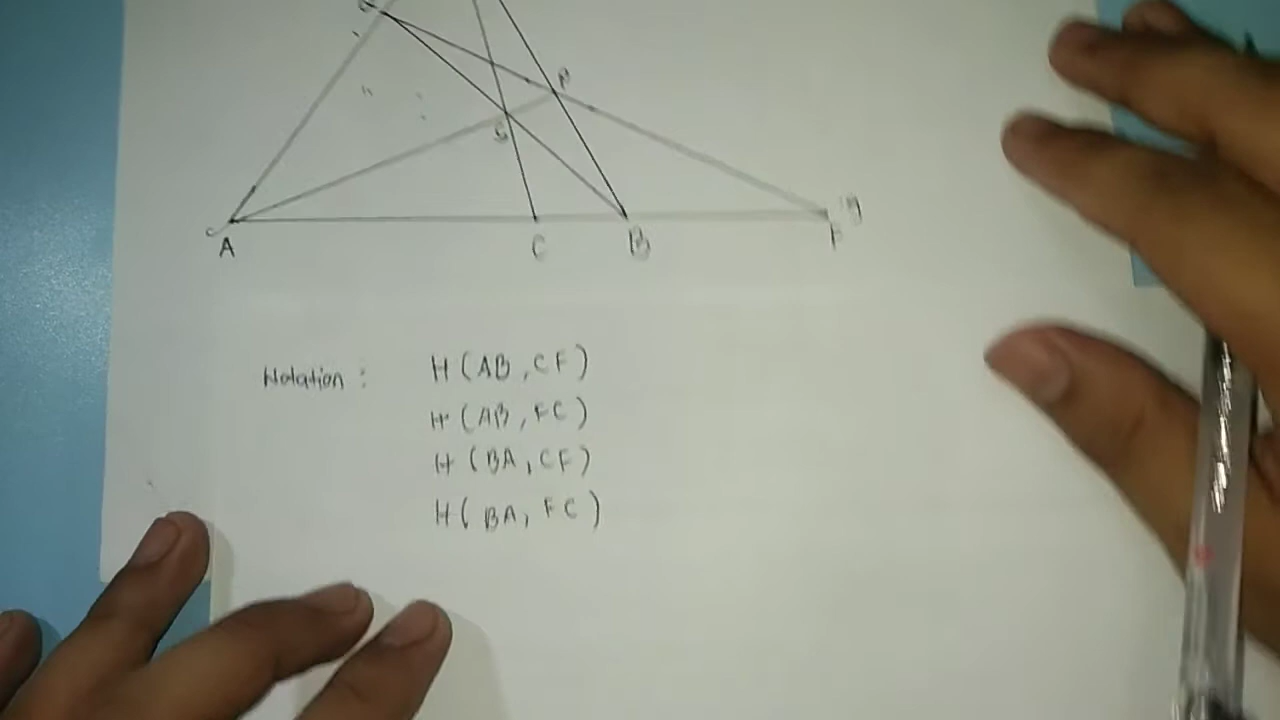 P
S
A
C
B
F
Notation : H (AB, CF)
H (AB, FC)
H (BA, CF)
H (BA, FC)